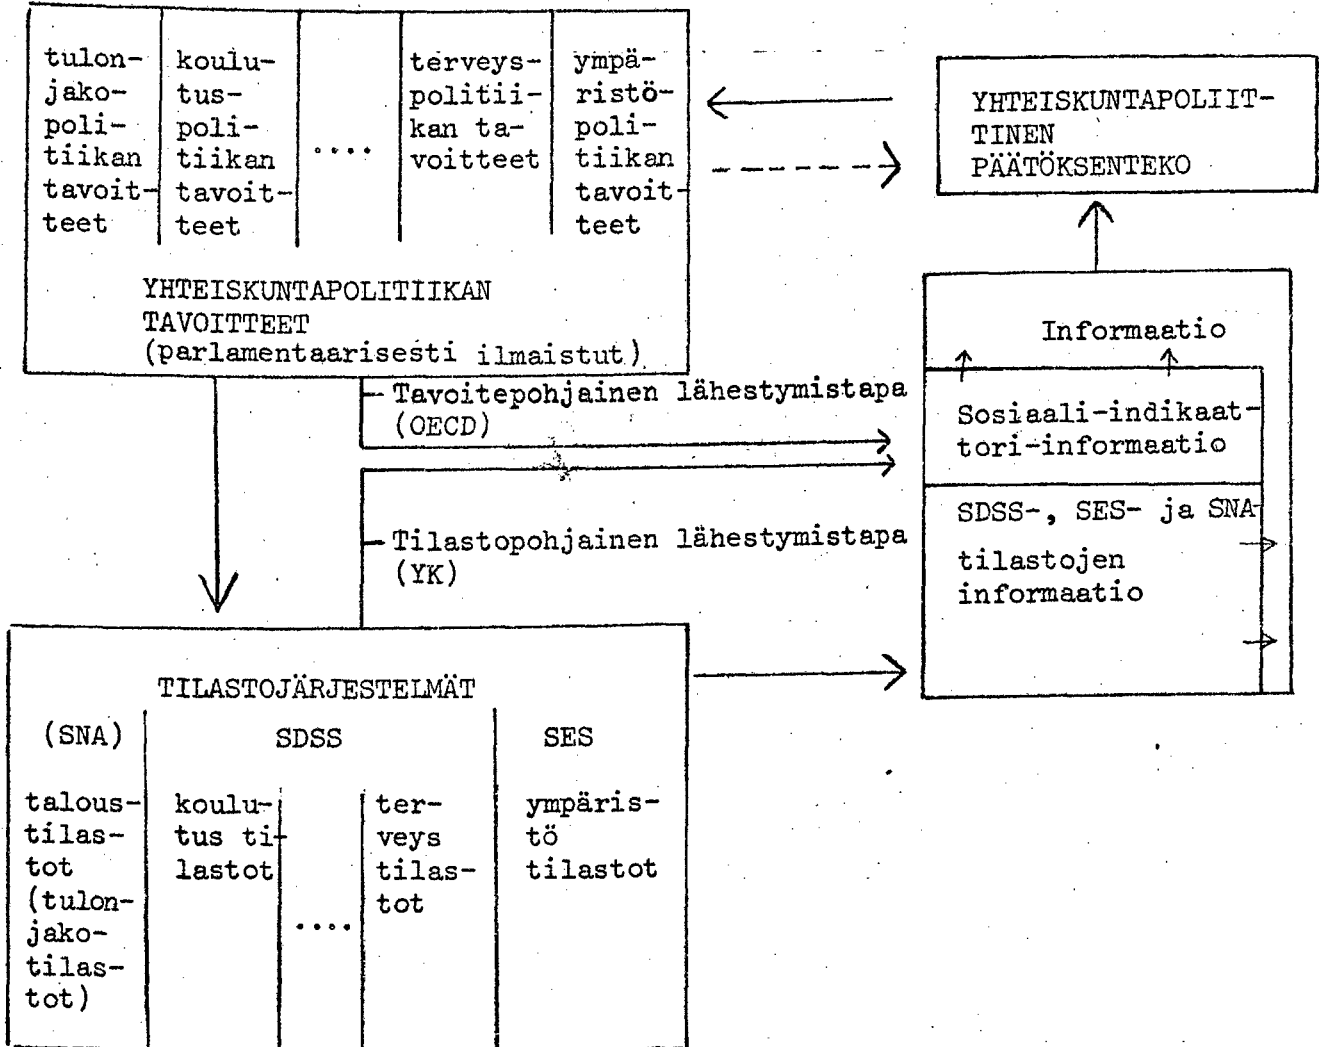 tulon-
jako-
poli-
tiikan
tavoit-
teet
koulu-
tus-
poli-
tiikan
tavoit-
teet
....
terveys-
politii-
kan ta-
voitteet
ympä-
ristö-
poli-
tiikan
tavoit-
teet
YHTEISKUNTAPOLITIIKAN
TAVOITTEET
(parlamentaarisesti ilmaistut)
YHTEISKUNTAPOLIIT-
TINEN
PÄÄTÖKSENTEKO
Informaatio
Sosiaali-indikaat-
tori-informaatio
SDSS-, SES- ja SNA-
tilastojen
informaatio
Tavoitepohjainen lähestymistapa
(OECD)
Tilastopohjainen lähestymistapa
(YK)
TILASTOJÄRJESTELMÄT
(SNA)
SDSS
SES
talous-
tilas-
tot
(tulon-
jako-
tilas-
tot)
koulu-
tus ti-
lastot
....
ter-
veys
tilas-
tot
ympäris-
tö
tilastot